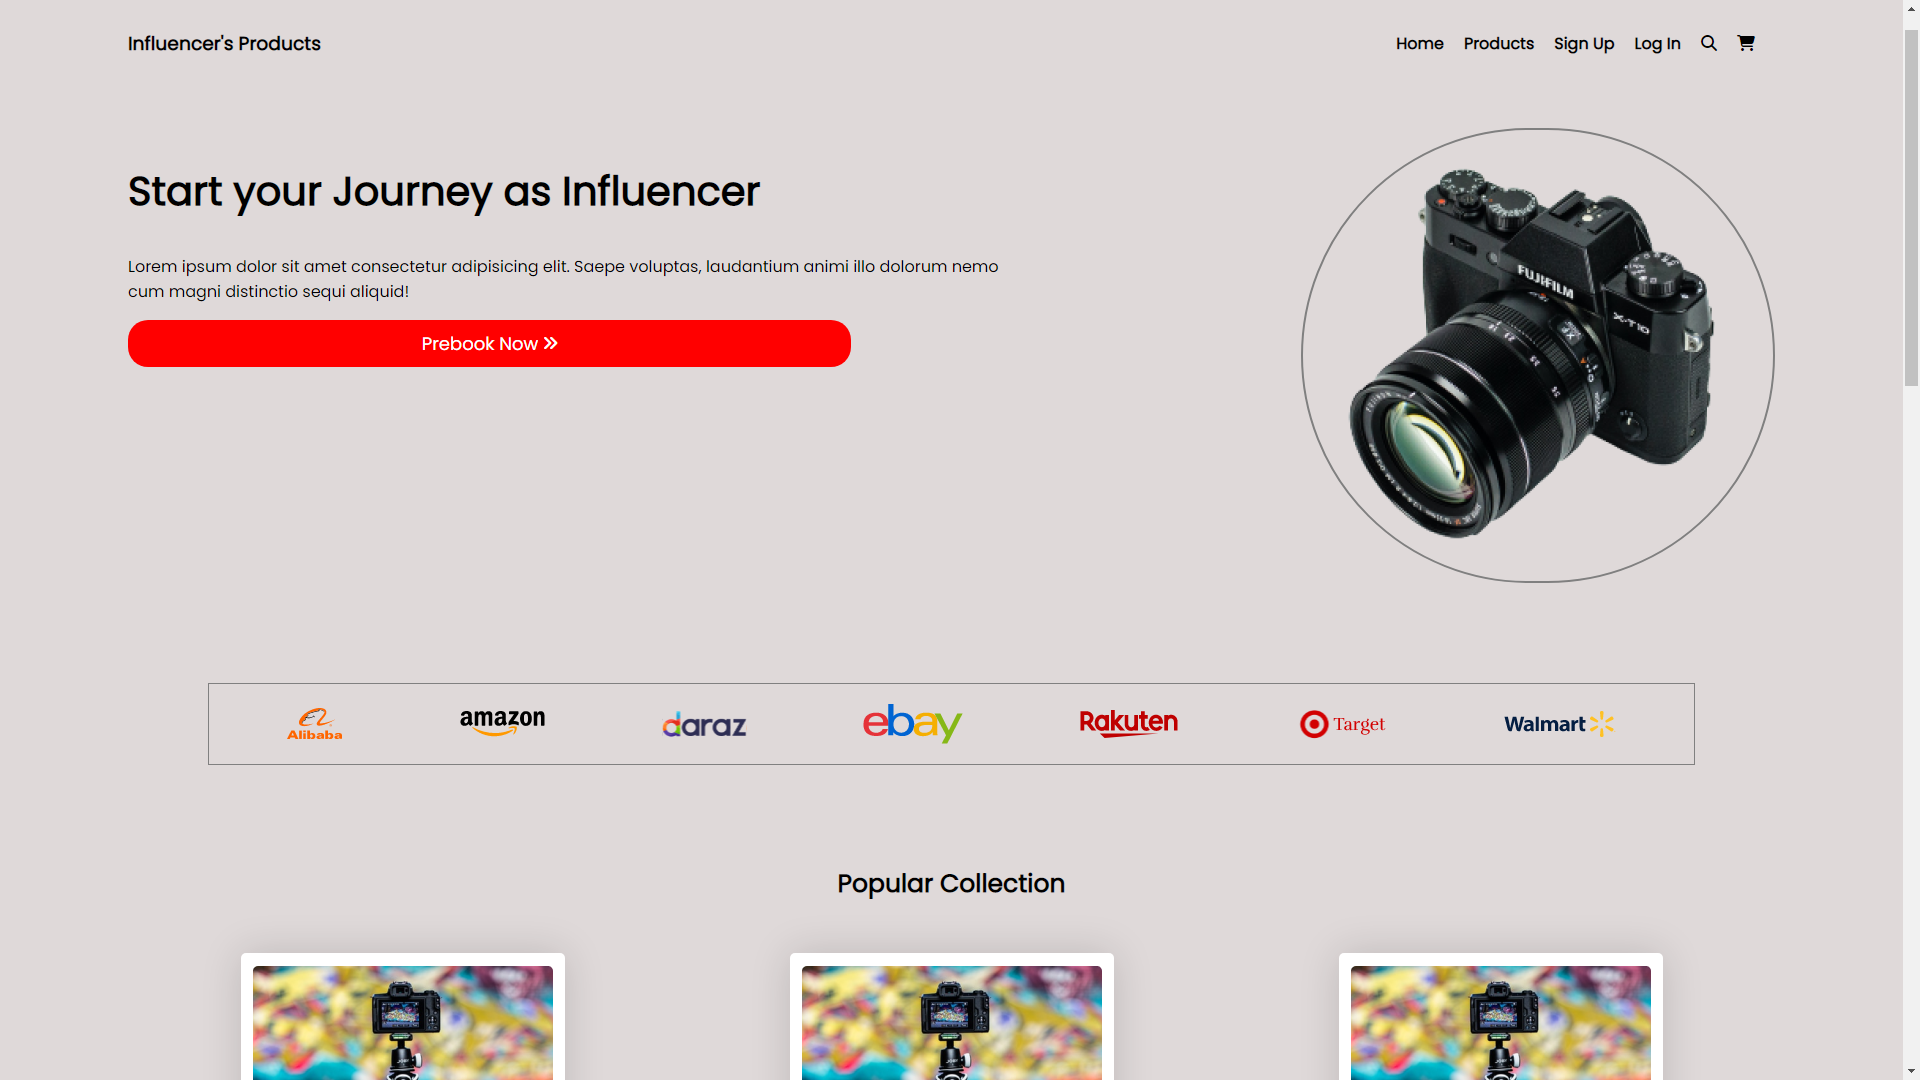 Influencer's Products
Home Products Sign Up Log In
Start your Journey as Influencer
Lorem ipsum dolor sit amet consectetur adipisicing elit. Saepe voluptas, laudantium animi illo dolorum nemo
cum magni distinctio sequi aliquid!
Prebook Now
FUJIFILM
X-T10
Alibaba
amazon
daraz
ebay
Rakuten
Target
Walmart
Popular Collection